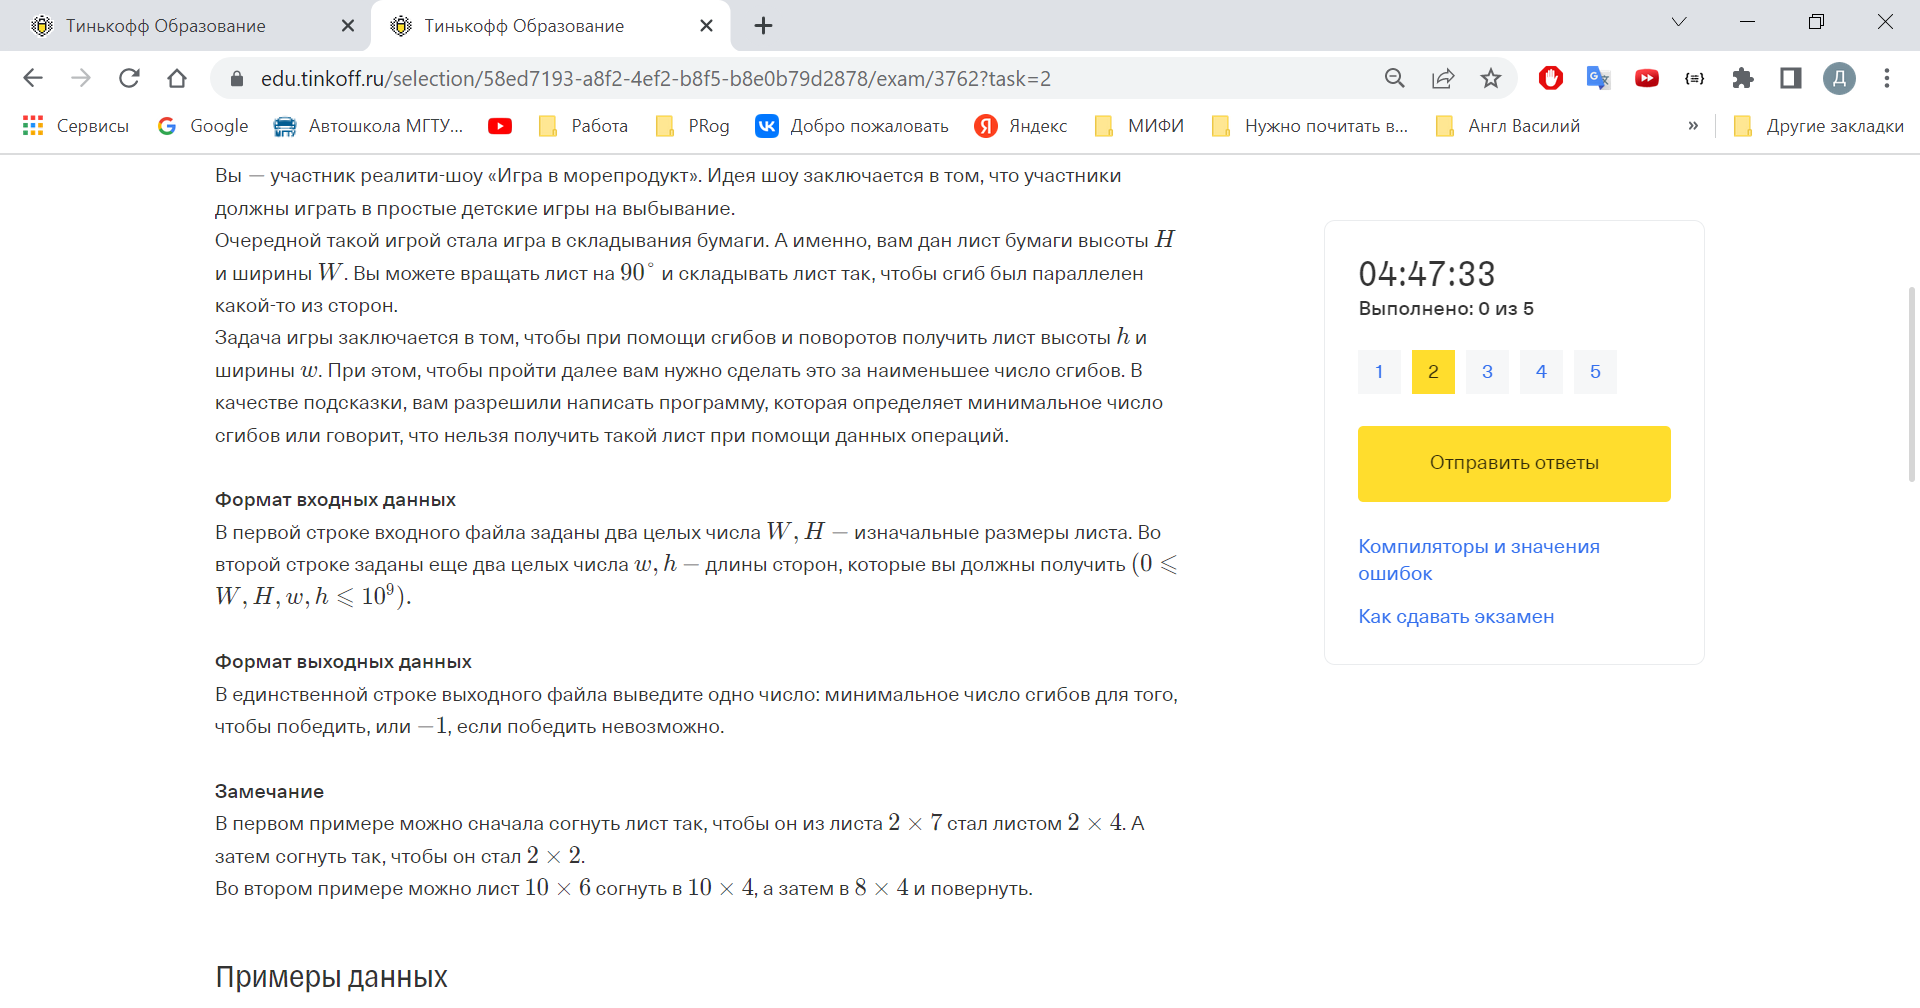 Тинькофф Образование
Тинькофф Образование
edu.tinkoff.ru/selection/58ed7193-a8f2-4ef2-b8f5-b8e0b79d2878/exam/3762?task=2
Д
Сервисы
Google
Автошкола МГТУ...
Работа
PRog
Добро пожаловать
Яндекс
МИФИ
Нужно почитать в...
Англ Василий
»
Другие закладки
Вы — участник реалити-шоу «Игра в морепродукт». Идея шоу заключается в том, что участники
должны играть в простые детские игры на выбывание.
Очередной такой игрой стала игра в складывания бумаги. А именно, вам дан лист бумаги высоты H
и ширины W. Вы можете вращать лист на 90° и складывать лист так, чтобы сгиб был параллелен
какой-то из сторон.
Задача игры заключается в том, чтобы при помощи сгибов и поворотов получить лист высоты h и
ширины w. При этом, чтобы пройти далее вам нужно сделать это за наименьшее число сгибов. В
качестве подсказки, вам разрешили написать программу, которая определяет минимальное число
сгибов или говорит, что нельзя получить такой лист при помощи данных операций.
Формат входных данных
В первой строке входного файла заданы два целых числа W, H — изначальные размеры листа. Во
второй строке заданы еще два целых числа w, h — длины сторон, которые вы должны получить (0 ⩽
W, H, w, h ⩽ 10⁹).
Формат выходных данных
В единственной строке выходного файла выведите одно число: минимальное число сгибов для того,
чтобы победить, или −1, если победить невозможно.
Замечание
В первом примере можно сначала согнуть лист так, чтобы он из листа 2 × 7 стал листом 2 × 4. А
затем согнуть так, чтобы он стал 2 × 2.
Во втором примере можно лист 10 × 6 согнуть в 10 × 4, а затем в 8 × 4 и повернуть.
Примеры данных
04:47:33
Выполнено: 0 из 5
1 2 3 4 5
Отправить ответы
Компиляторы и значения
ошибок
Как сдавать экзамен